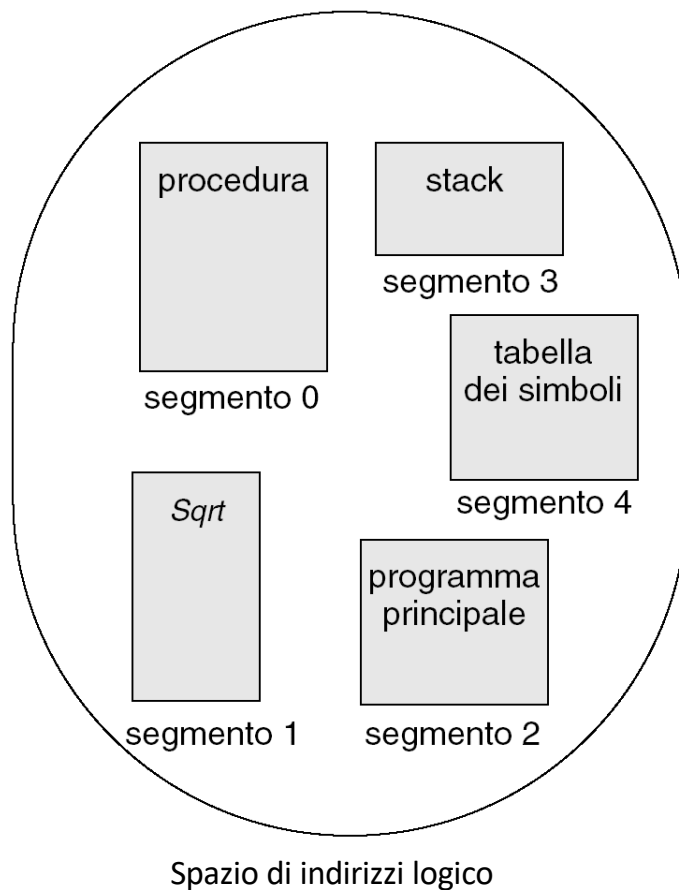 procedura
segmento 0
stack
segmento 3
tabella
dei simboli
segmento 4
Sqrt
segmento 1
programma
principale
segmento 2
Spazio di indirizzi logico